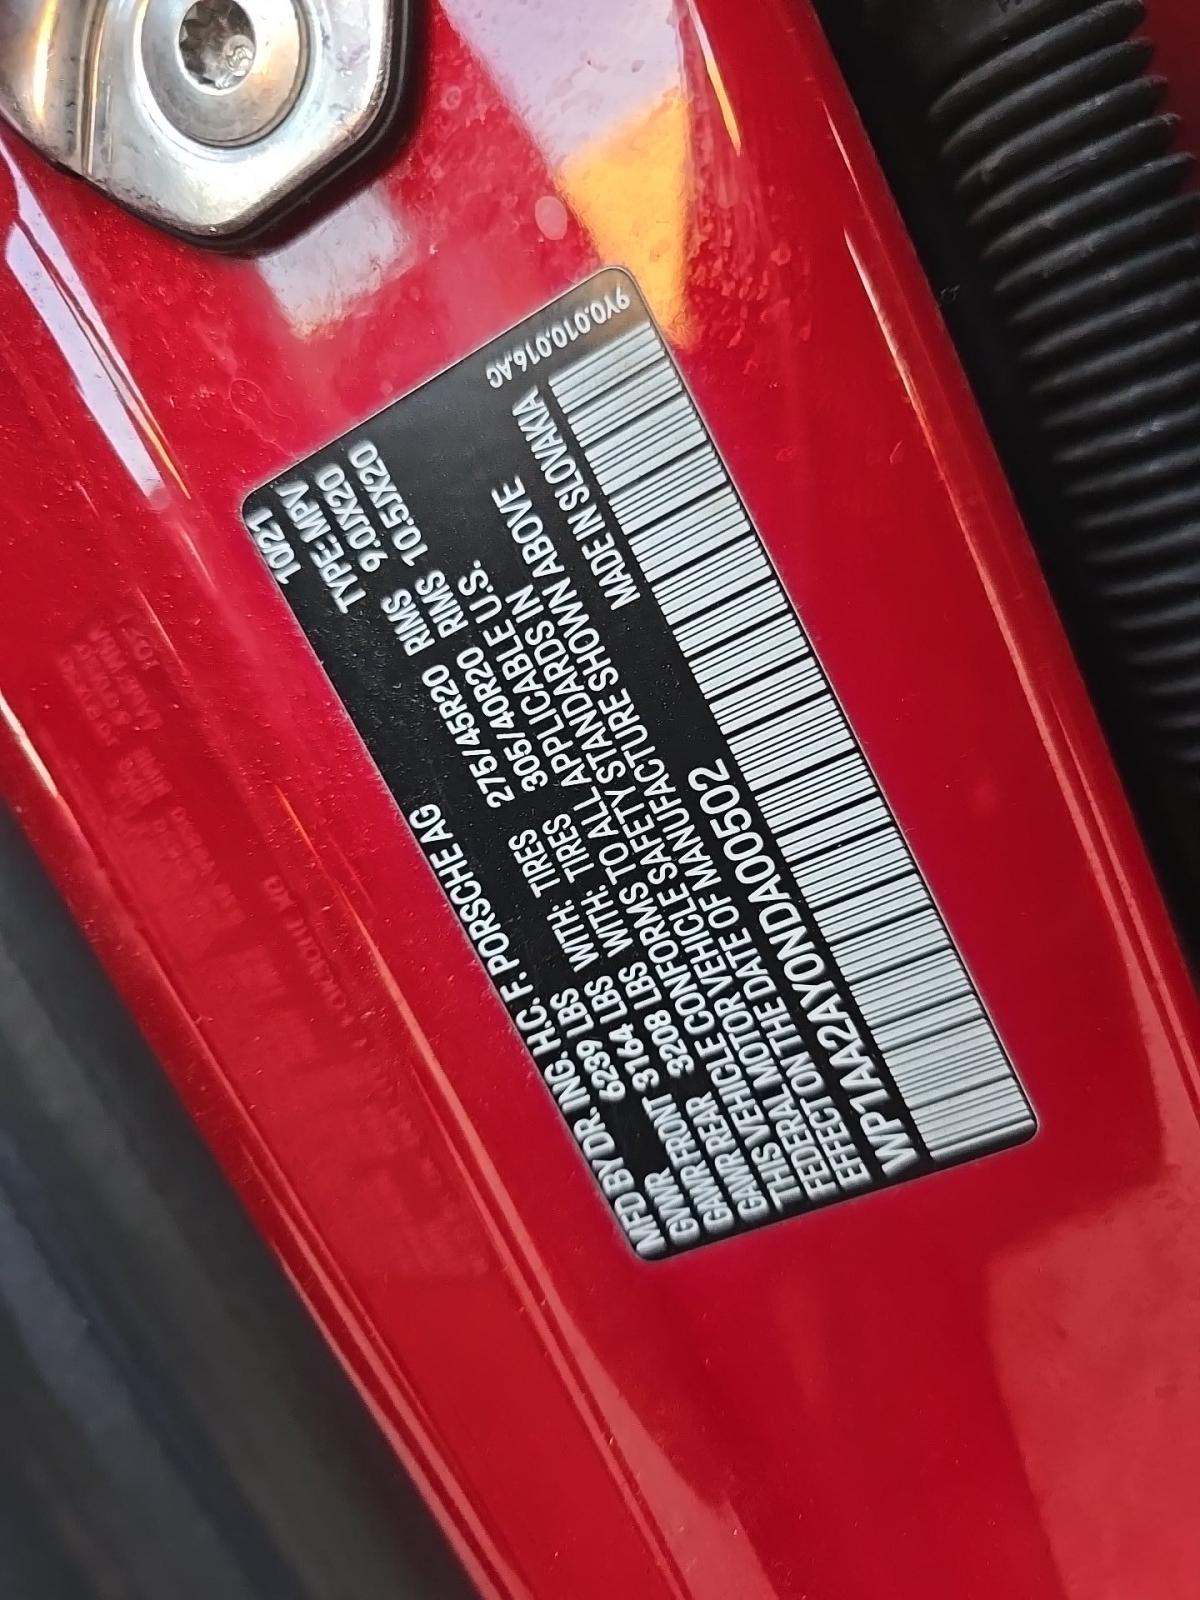 MFD BY DR. ING. H.C. F. PORSCHE AG 10/21
GVWR 6239 LBS TYPE:MPV
GAWR FRONT 3164 LBS WITH: TIRES 275/45R20 RIMS 9.0JX20
GAWR REAR 3208 LBS WITH: TIRES 305/40R20 RIMS 10.5JX20
THIS VEHICLE CONFORMS TO ALL APPLICABLE U.S.
FEDERAL MOTOR VEHICLE SAFETY STANDARDS IN
EFFECT ON THE DATE OF MANUFACTURE SHOWN ABOVE
WP1AA2AY0NDA00502 MADE IN SLOVAKIA
9Y0.010.016.AC